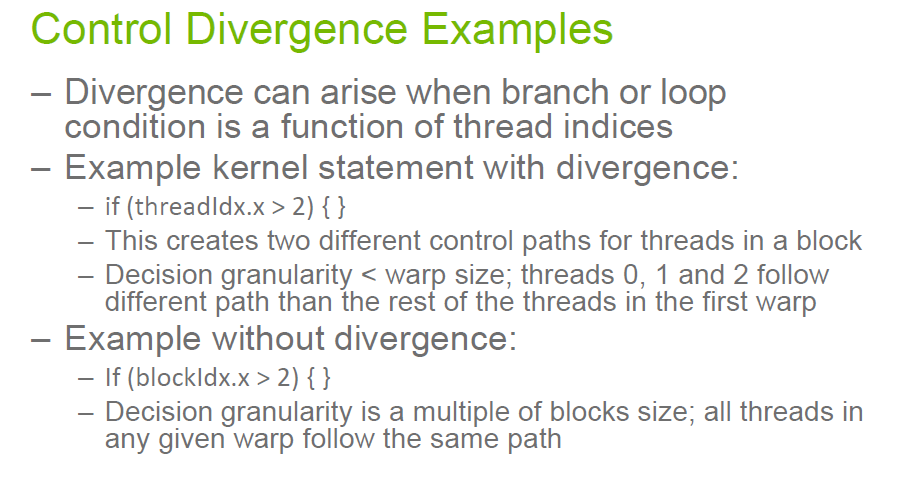 Control Divergence Examples
– Divergence can arise when branch or loop
condition is a function of thread indices
– Example kernel statement with divergence:
– if (threadIdx.x > 2) { }
– This creates two different control paths for threads in a block
– Decision granularity < warp size; threads 0, 1 and 2 follow
different path than the rest of the threads in the first warp
– Example without divergence:
– If (blockIdx.x > 2) { }
– Decision granularity is a multiple of blocks size; all threads in
any given warp follow the same path